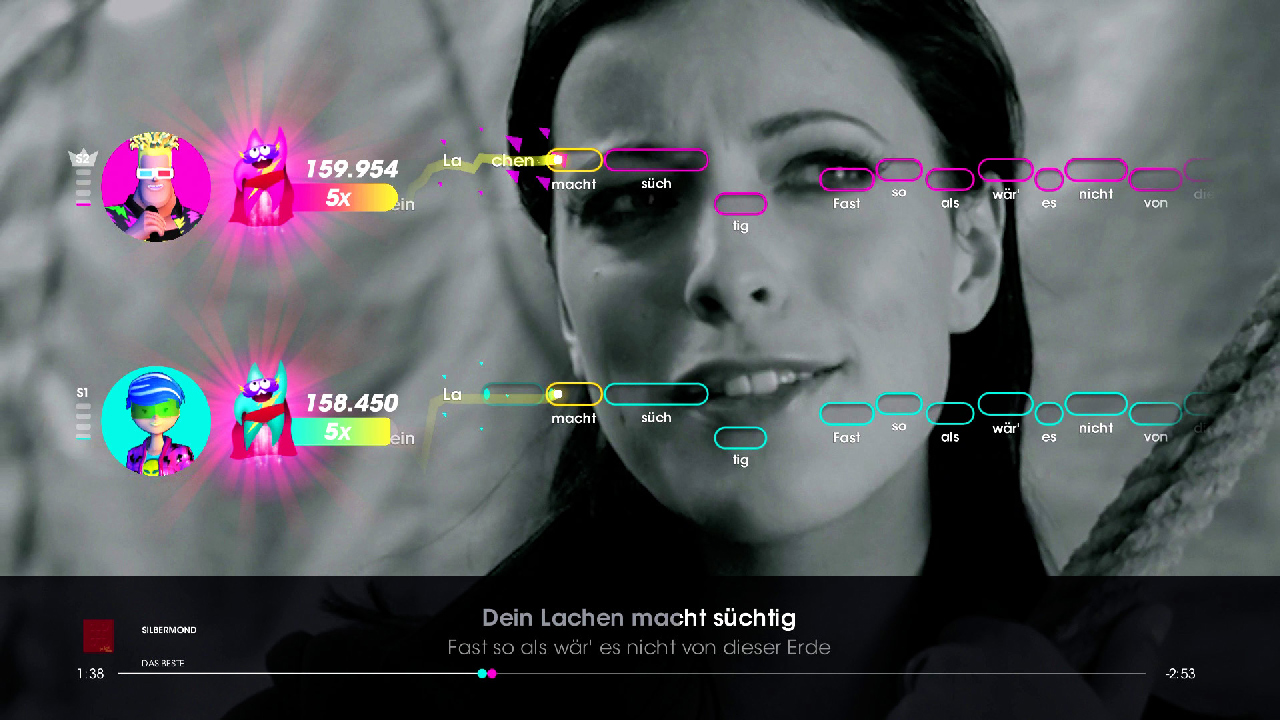 S2
159.954
5x
ein
La chen macht süch tig Fast so als wär' es nicht von
S1
158.450
5x
ein
La macht süch tig Fast so als wär' es nicht von
Dein Lachen macht süchtig
Fast so als wär' es nicht von dieser Erde
SILBERMOND
DAS BESTE
1:38
-2:53